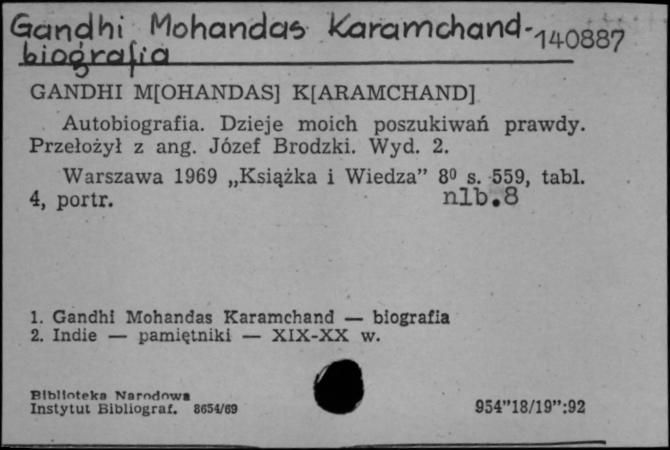 Gandhi Mohandas Karamchand- 140887
biografia
GANDHI M[OHANDAS] K[ARAMCHAND]
Autobiografia. Dzieje moich poszukiwań prawdy.
Przełożył z ang. Józef Brodzki. Wyd. 2.
Warszawa 1969 „Książka i Wiedza” 8⁰ s. 559, tabl.
4, portr. nlb.8
1. Gandhi Mohandas Karamchand — biografia
2. Indie — pamiętniki — XIX-XX w.
Biblioteka Narodowa
Instytut Bibliograf. 8654/69 954”18/19”:92